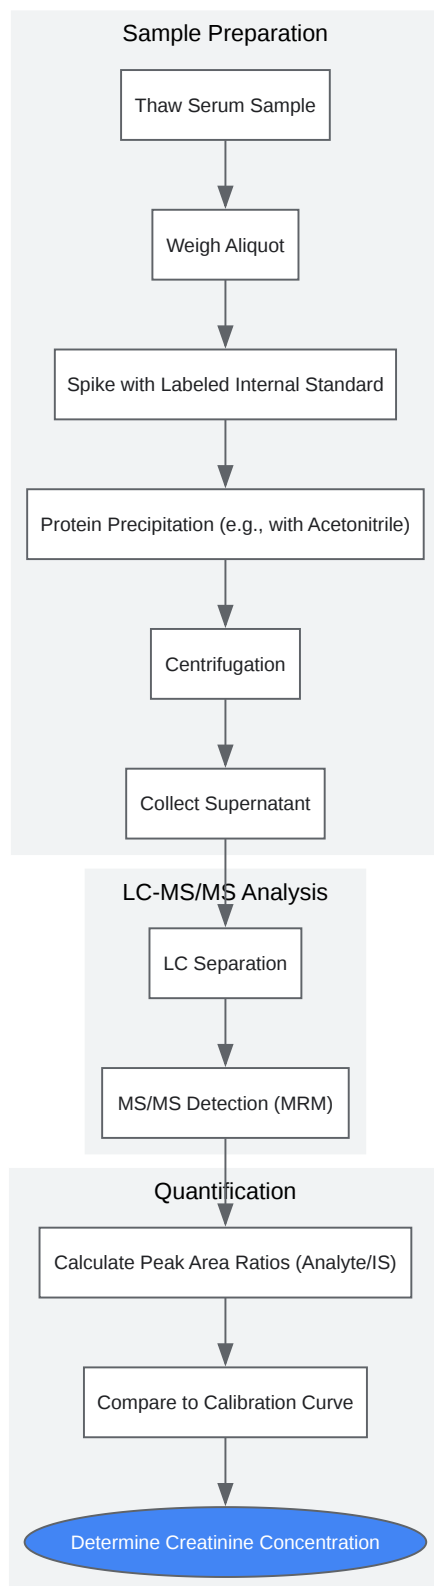 Sample Preparation
Thaw Serum Sample
Weigh Aliquot
Spike with Labeled Internal Standard
Protein Precipitation (e.g., with Acetonitrile)
Centrifugation
Collect Supernatant
LC-MS/MS Analysis
LC Separation
MS/MS Detection (MRM)
Quantification
Calculate Peak Area Ratios (Analyte/IS)
Compare to Calibration Curve
Determine Creatinine Concentration